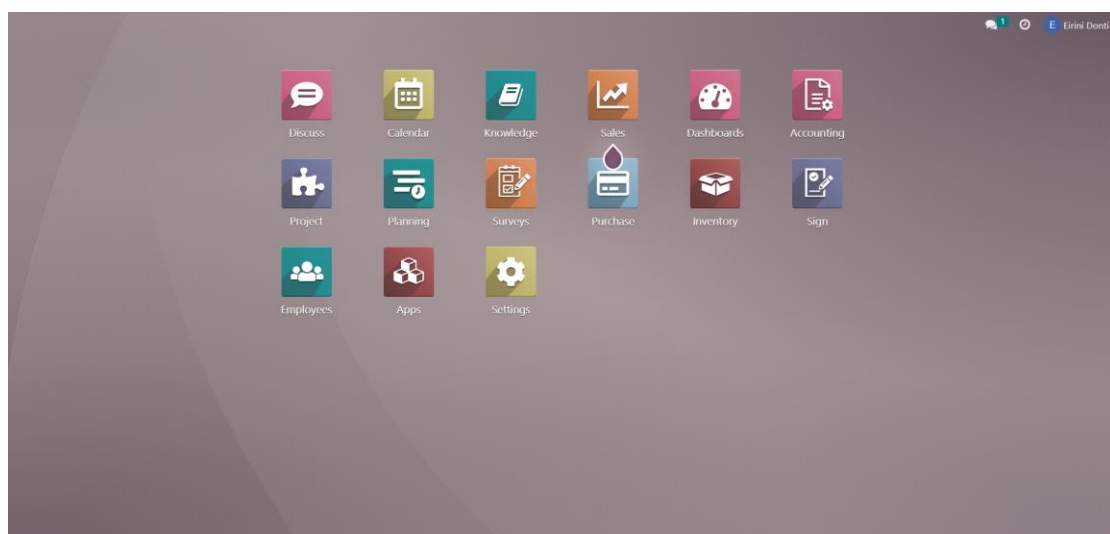 1 E Eirini Donti
Discuss Calendar Knowledge Sales Dashboards Accounting
Project Planning Surveys Purchase Inventory Sign
Employees Apps Settings